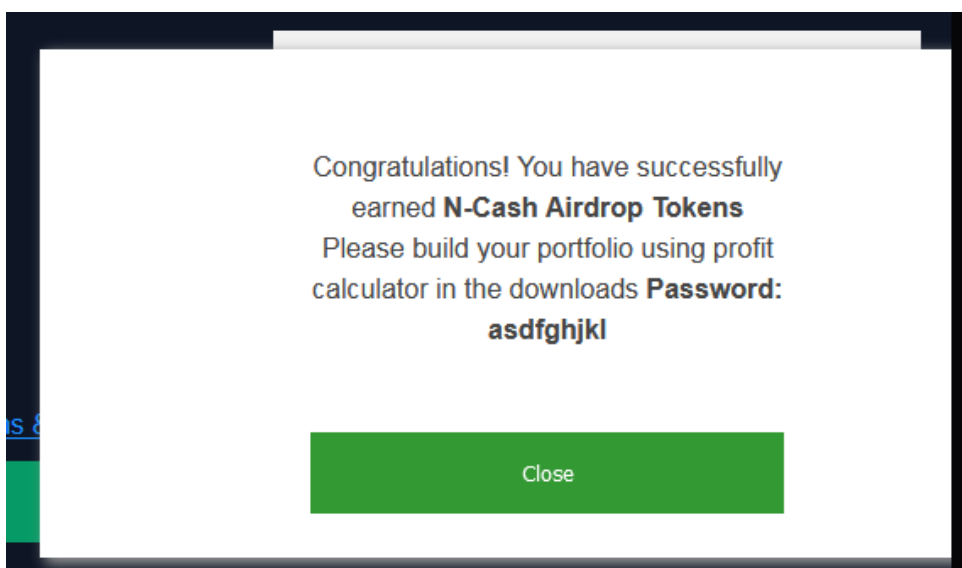 Congratulations! You have successfully
earned N-Cash Airdrop Tokens
Please build your portfolio using profit
calculator in the downloads Password:
asdfghjkl
ns &
Close